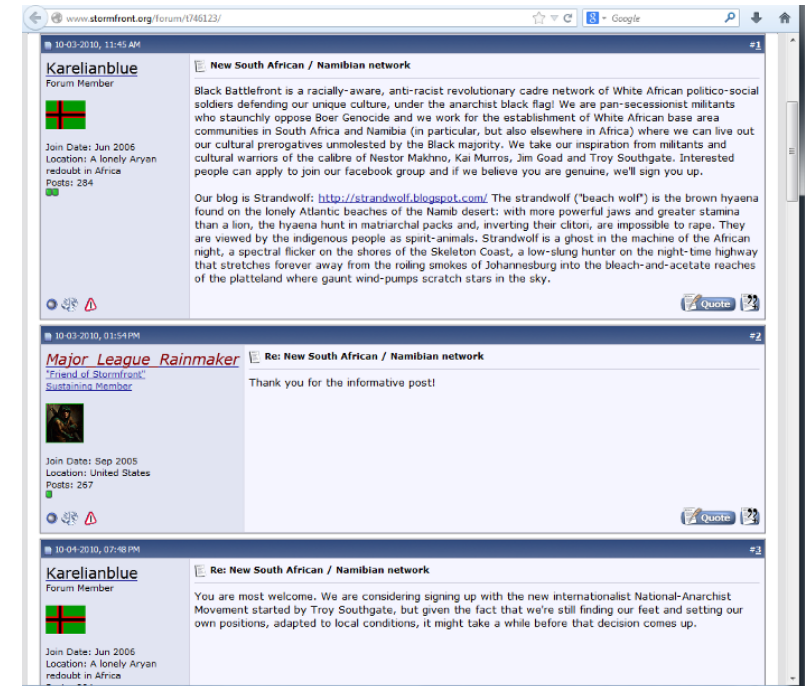 www.stormfront.org/forum/t746123/
Google
10-03-2010, 11:45 AM
#1
Karelianblue
Forum Member
Join Date: Jun 2006
Location: A lonely Aryan
redoubt in Africa
Posts: 284
New South African / Namibian network
Black Battlefront is a racially-aware, anti-racist revolutionary cadre network of White African politico-social
soldiers defending our unique culture, under the anarchist black flag! We are pan-secessionist militants
who staunchly oppose Boer Genocide and we work for the establishment of White African base area
communities in South Africa and Namibia (in particular, but also elsewhere in Africa) where we can live out
our cultural prerogatives unmolested by the Black majority. We take our inspiration from militants and
cultural warriors of the calibre of Nestor Makhno, Kai Murros, Jim Goad and Troy Southgate. Interested
people can apply to join our facebook group and if we believe you are genuine, we'll sign you up.
Our blog is Strandwolf: http://strandwolf.blogspot.com/ The strandwolf ("beach wolf") is the brown hyaena
found on the lonely Atlantic beaches of the Namib desert: with more powerful jaws and greater stamina
than a lion, the hyaena hunt in matriarchal packs and, inverting their clitori, are impossible to rape. They
are viewed by the indigenous people as spirit-animals. Strandwolf is a ghost in the machine of the African
night, a spectral flicker on the shores of the Skeleton Coast, a low-slung hunter on the night-time highway
that stretches forever away from the roiling smokes of Johannesburg into the bleach-and-acetate reaches
of the platteland where gaunt wind-pumps scratch stars in the sky.
Quote
10-03-2010, 01:54 PM
#2
Major League Rainmaker
"Friend of Stormfront"
Sustaining Member
Join Date: Sep 2005
Location: United States
Posts: 267
Re: New South African / Namibian network
Thank you for the informative post!
Quote
10-04-2010, 07:48 PM
#3
Karelianblue
Forum Member
Join Date: Jun 2006
Location: A lonely Aryan
redoubt in Africa
Re: New South African / Namibian network
You are most welcome. We are considering signing up with the new internationalist National-Anarchist
Movement started by Troy Southgate, but given the fact that we're still finding our feet and setting our
own positions, adapted to local conditions, it might take a while before that decision comes up.